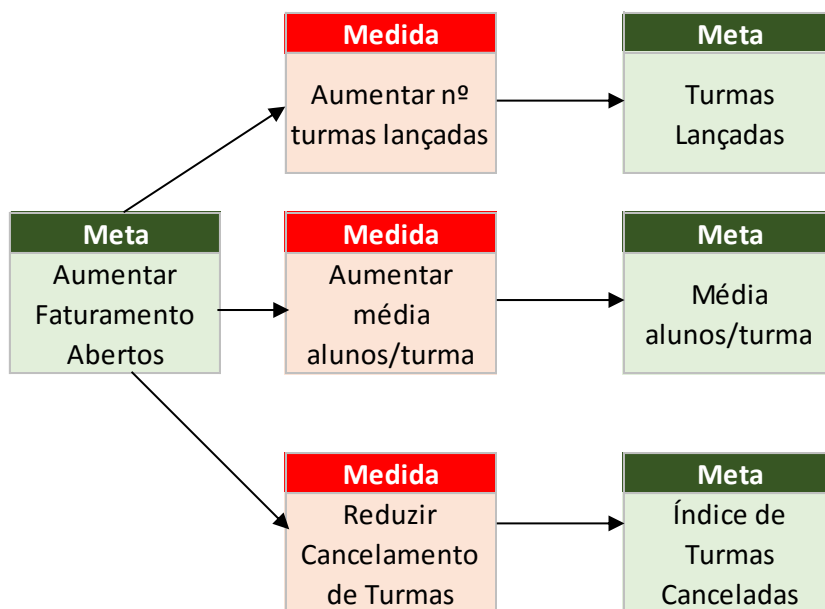 Medida
Aumentar nº
turmas lançadas
Meta
Turmas
Lançadas
Meta
Aumentar
Faturamento
Abertos
Medida
Aumentar
média
alunos/turma
Meta
Média
alunos/turma
Medida
Reduzir
Cancelamento
de Turmas
Meta
Índice de
Turmas
Canceladas